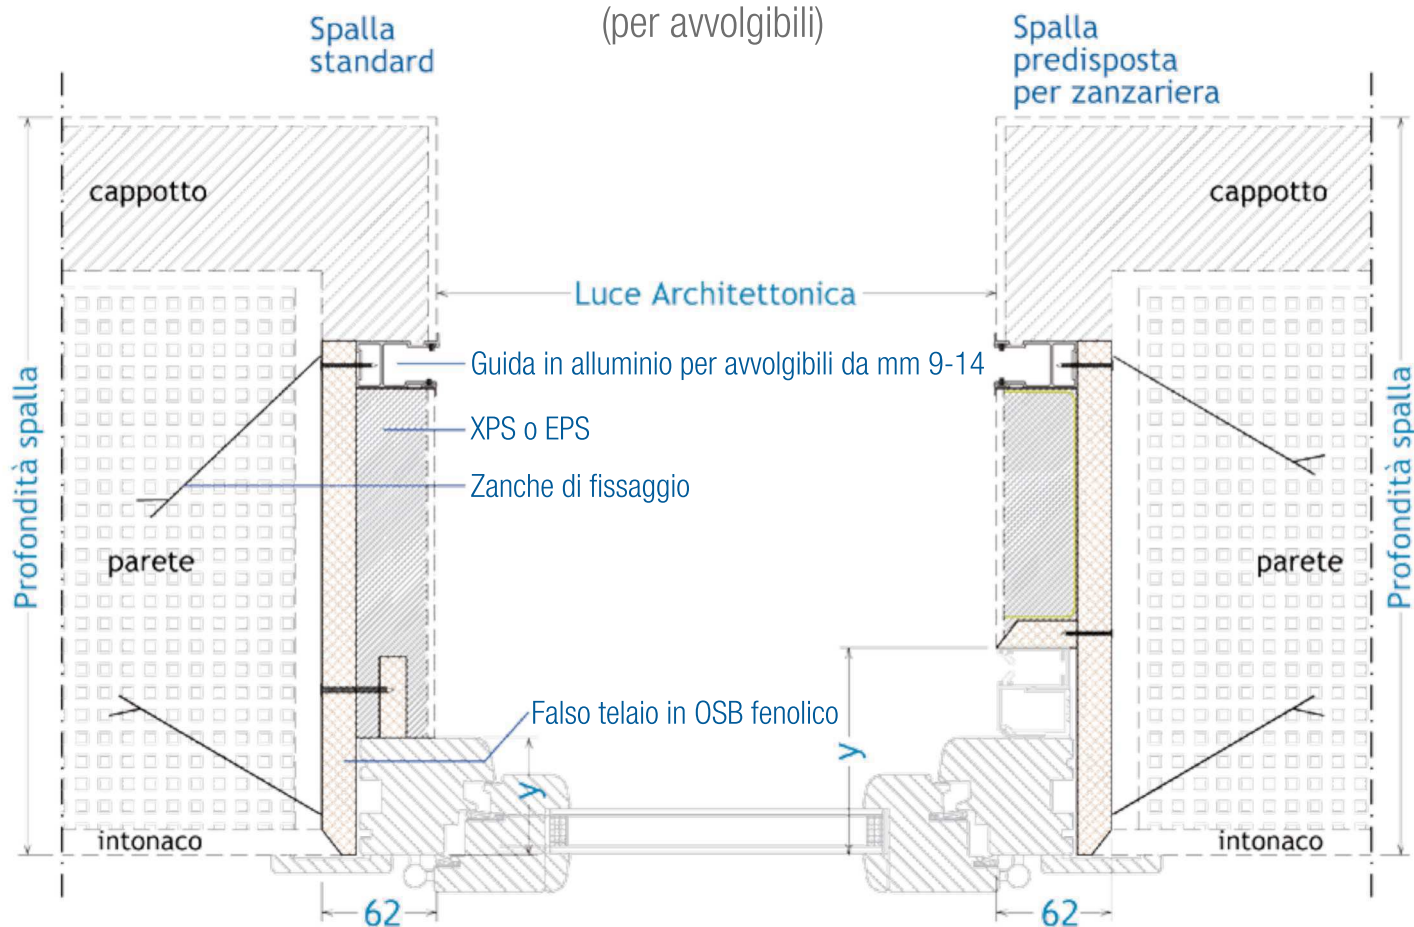 (per avvolgibili)
Spalla
standard
Spalla
predisposta
per zanzariera
cappotto
cappotto
Luce Architettonica
Guida in alluminio per avvolgibili da mm 9-14
XPS o EPS
Zanche di fissaggio
Profondità spalla
Profondità spalla
parete
parete
Falso telaio in OSB fenolico
y
y
intonaco
intonaco
62
62